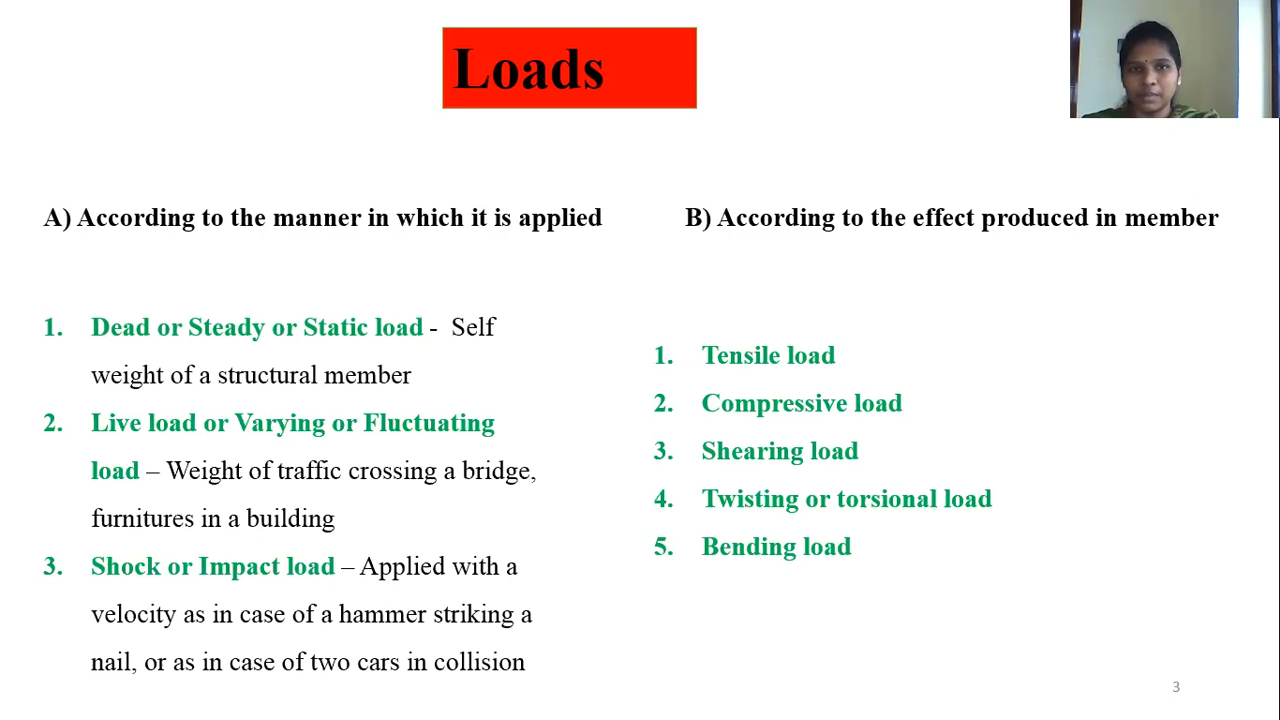 Loads
A) According to the manner in which it is applied
1. Dead or Steady or Static load - Self
weight of a structural member
2. Live load or Varying or Fluctuating
load – Weight of traffic crossing a bridge,
furnitures in a building
3. Shock or Impact load – Applied with a
velocity as in case of a hammer striking a
nail, or as in case of two cars in collision
B) According to the effect produced in member
1. Tensile load
2. Compressive load
3. Shearing load
4. Twisting or torsional load
5. Bending load
3